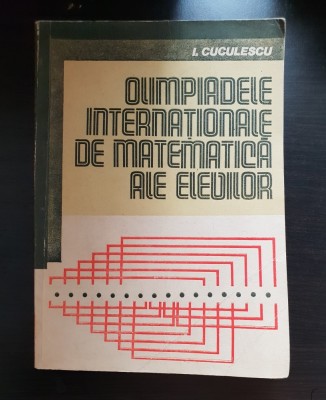 I. CUCULESCU
OLIMPIADELE
INTERNAȚIONALE
DE MATEMATICĂ
ALE ELEVILOR